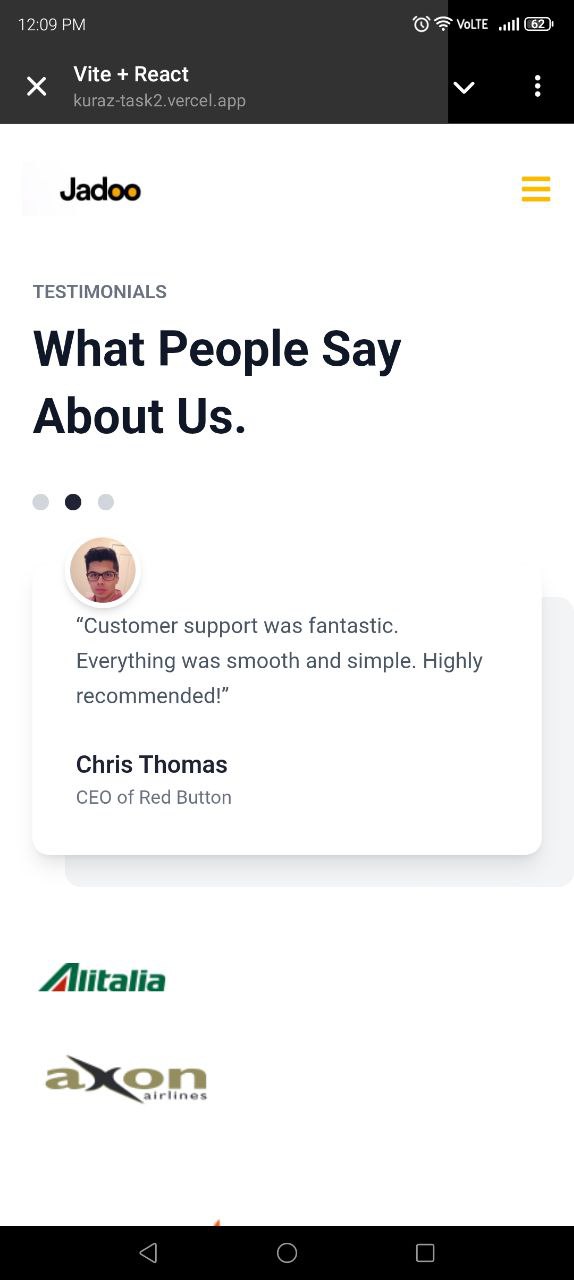 12:09 PM
VoLTE
62
Vite + React
kuraz-task2.vercel.app
Jadoo
TESTIMONIALS
What People Say
About Us.
“Customer support was fantastic.
Everything was smooth and simple. Highly
recommended!”
Chris Thomas
CEO of Red Button
Alitalia
axon
airlines